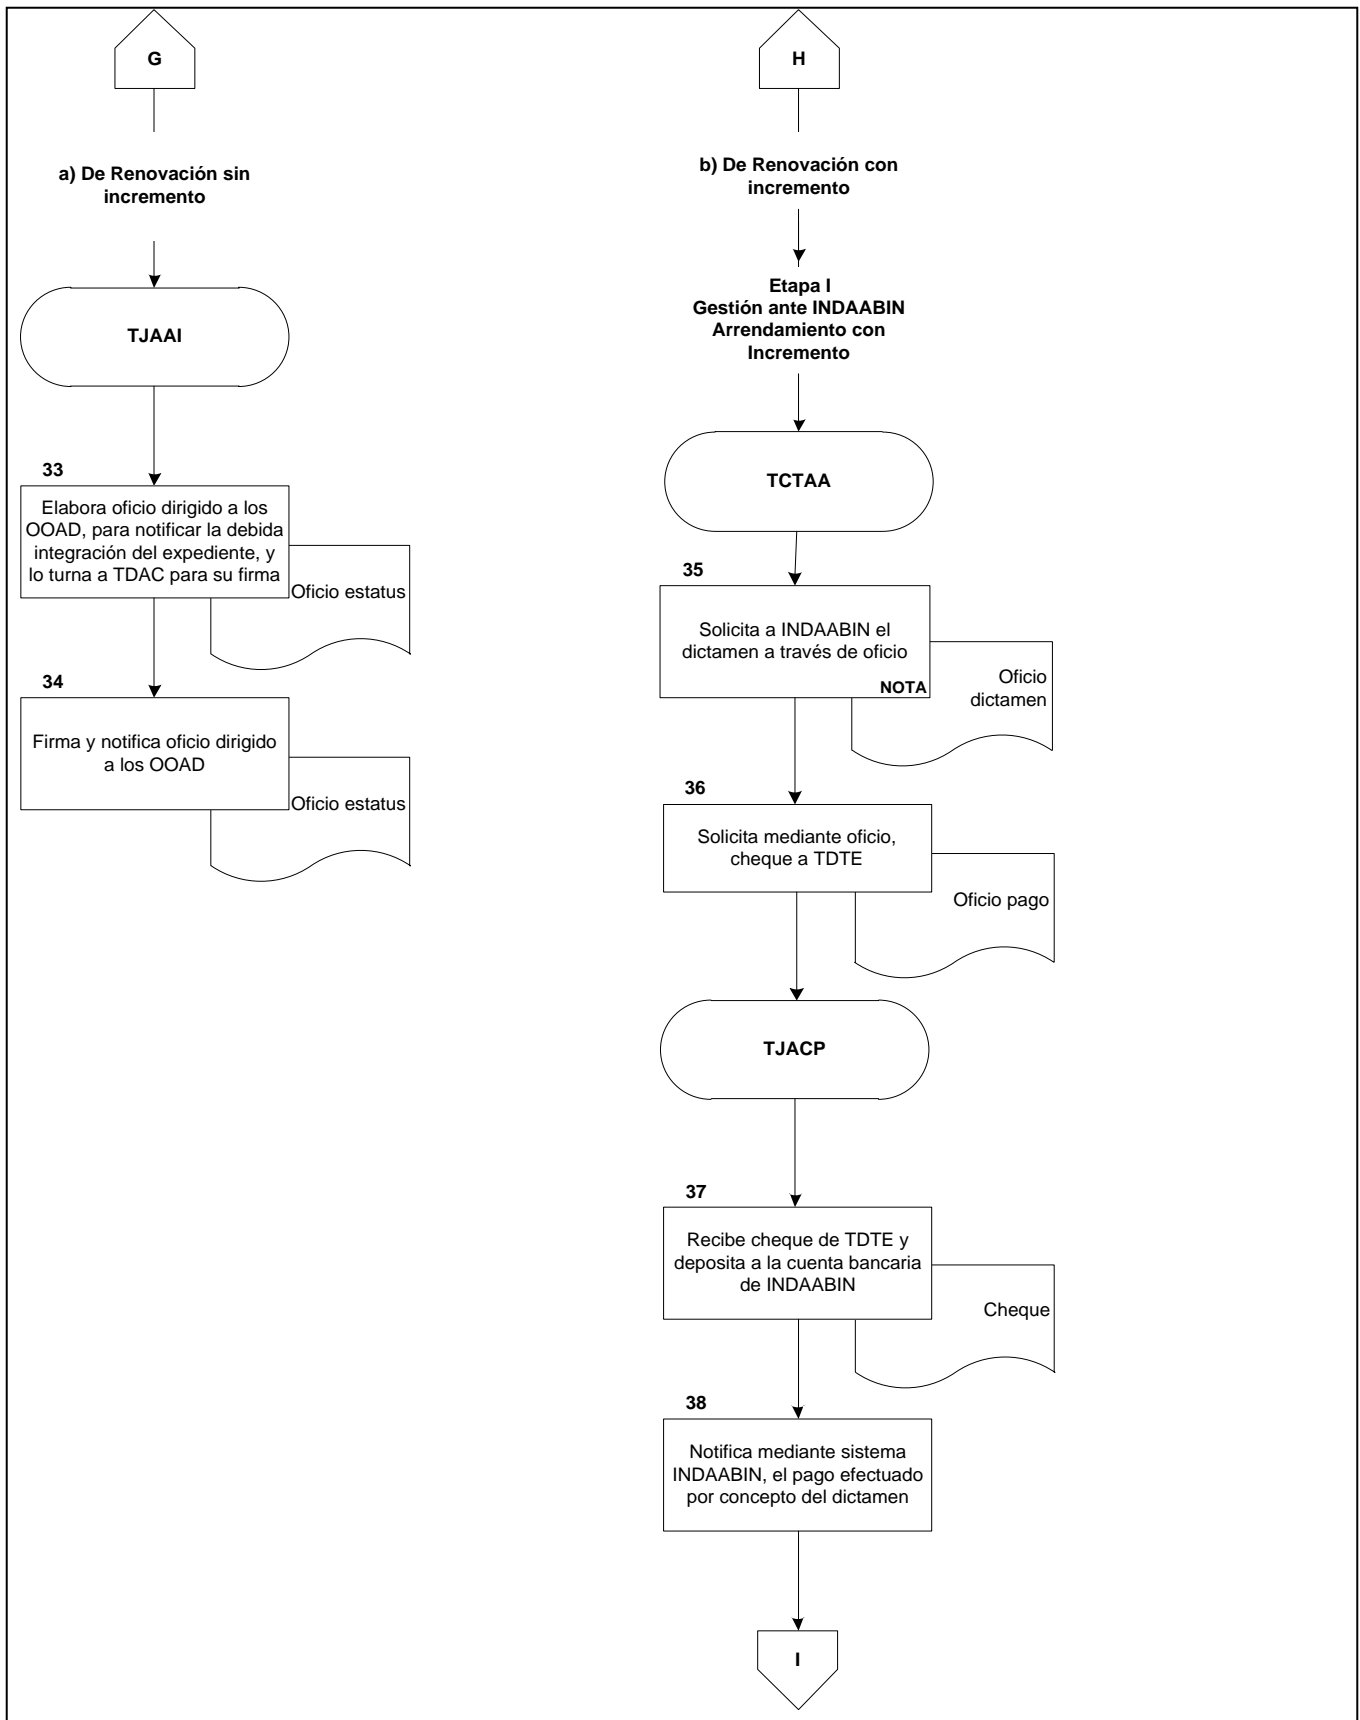 G
a) De Renovación sin
incremento
TJAAI
33
Elabora oficio dirigido a los
OOAD, para notificar la debida
integración del expediente, y
lo turna a TDAC para su firma
Oficio estatus
34
Firma y notifica oficio dirigido
a los OOAD
Oficio estatus
H
b) De Renovación con
incremento
Etapa I
Gestión ante INDAABIN
Arrendamiento con
Incremento
TCTAA
35
Solicita a INDAABIN el
dictamen a través de oficio
NOTA
Oficio
dictamen
36
Solicita mediante oficio,
cheque a TDTE
Oficio pago
TJACP
37
Recibe cheque de TDTE y
deposita a la cuenta bancaria
de INDAABIN
Cheque
38
Notifica mediante sistema
INDAABIN, el pago efectuado
por concepto del dictamen
I